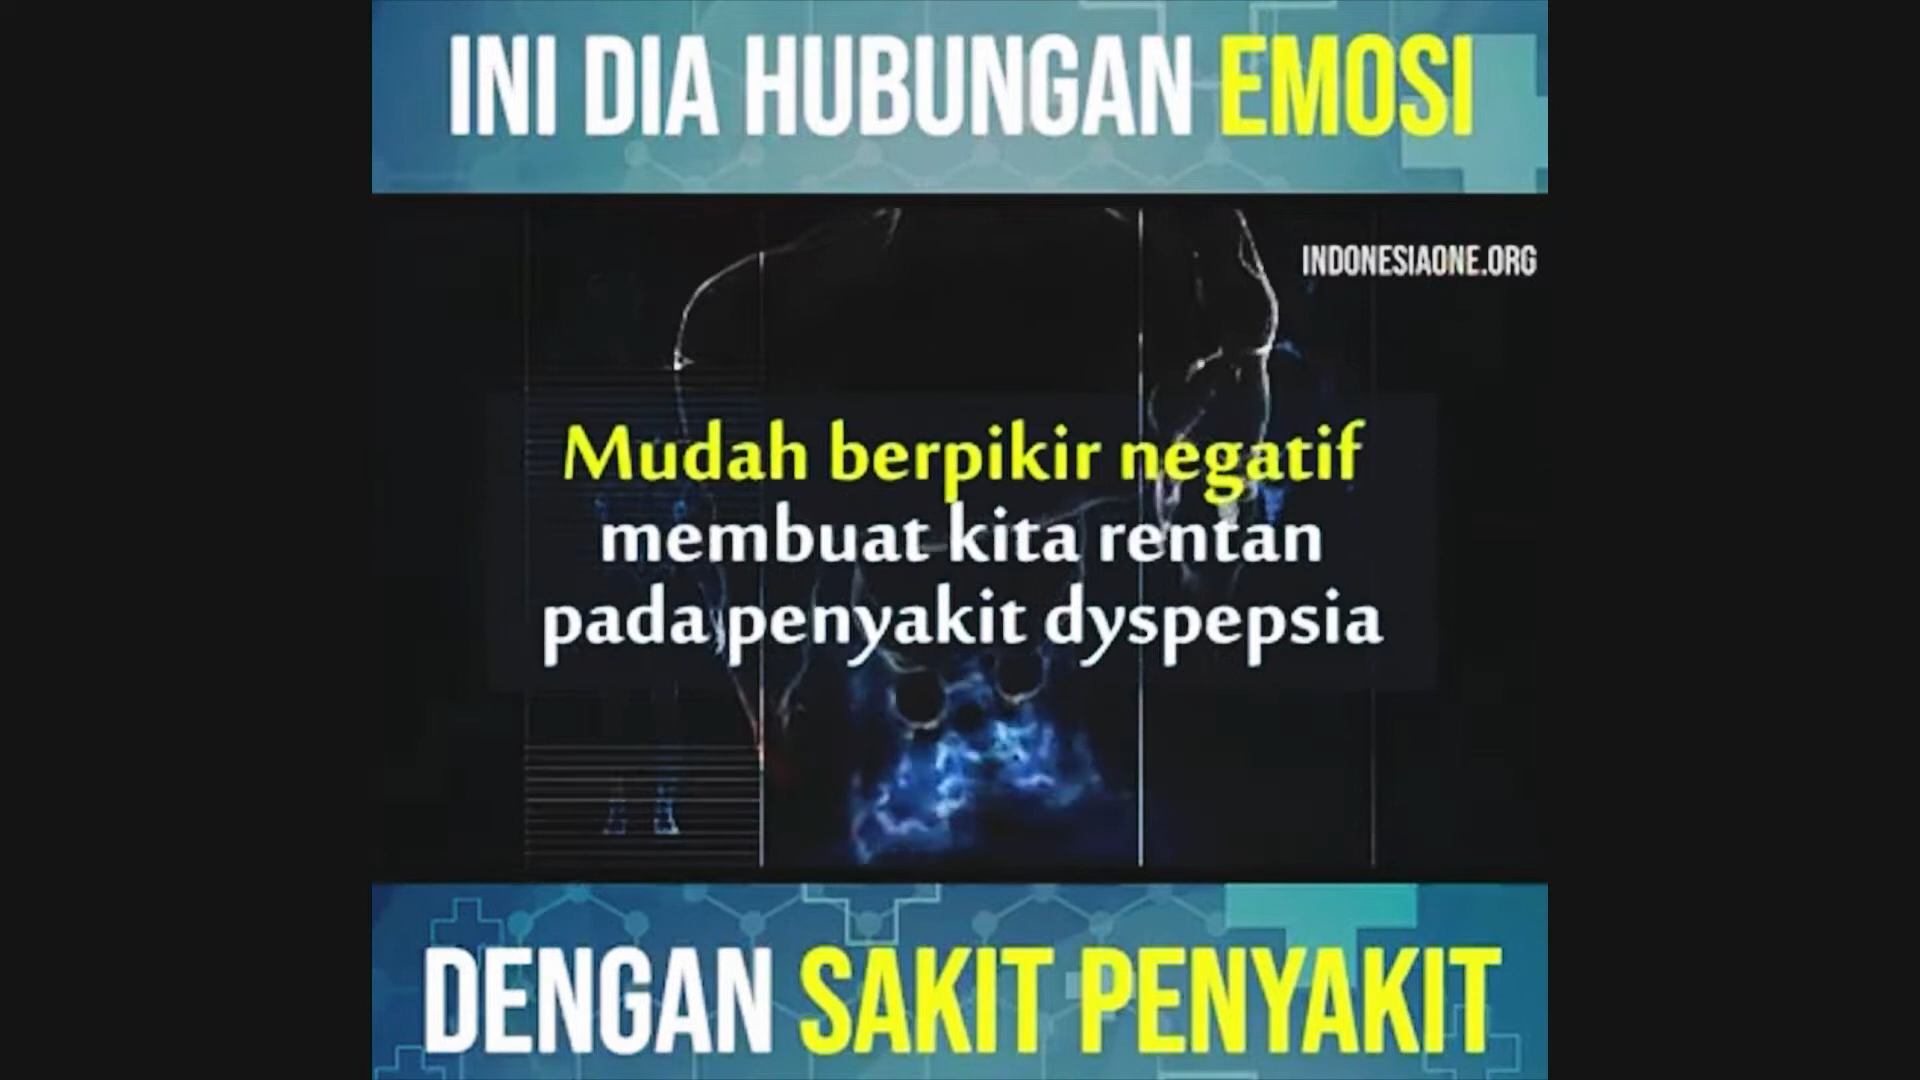 INI DIA HUBUNGAN EMOSI
INDONESIAONE.ORG
Mudah berpikir negatif
membuat kita rentan
pada penyakit dyspepsia
DENGAN SAKIT PENYAKIT